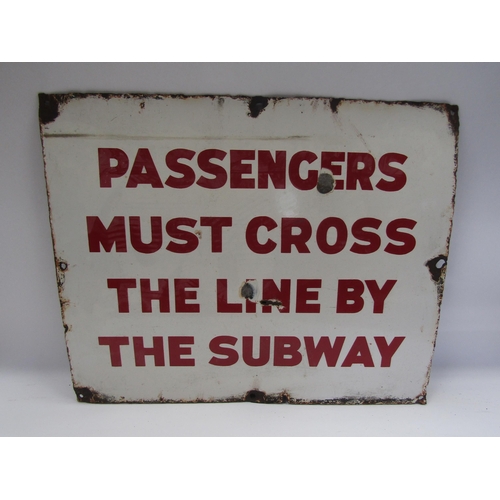 PASSENGERS
MUST CROSS
THE LINE BY
THE SUBWAY